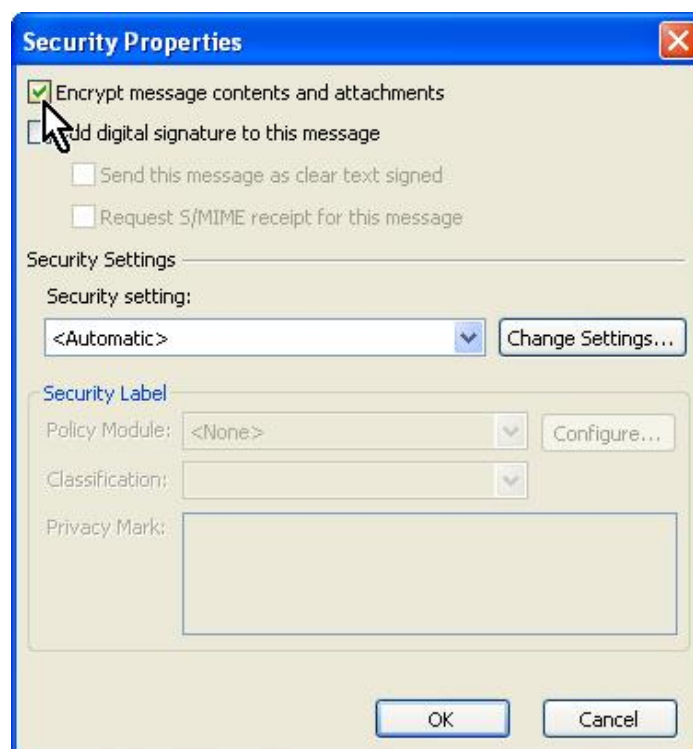 Security Properties
Encrypt message contents and attachments
Add digital signature to this message
Send this message as clear text signed
Request S/MIME receipt for this message
Security Settings
Security setting:
<Automatic> Change Settings...
Security Label
Policy Module: <None> Configure...
Classification:
Privacy Mark:
OK Cancel